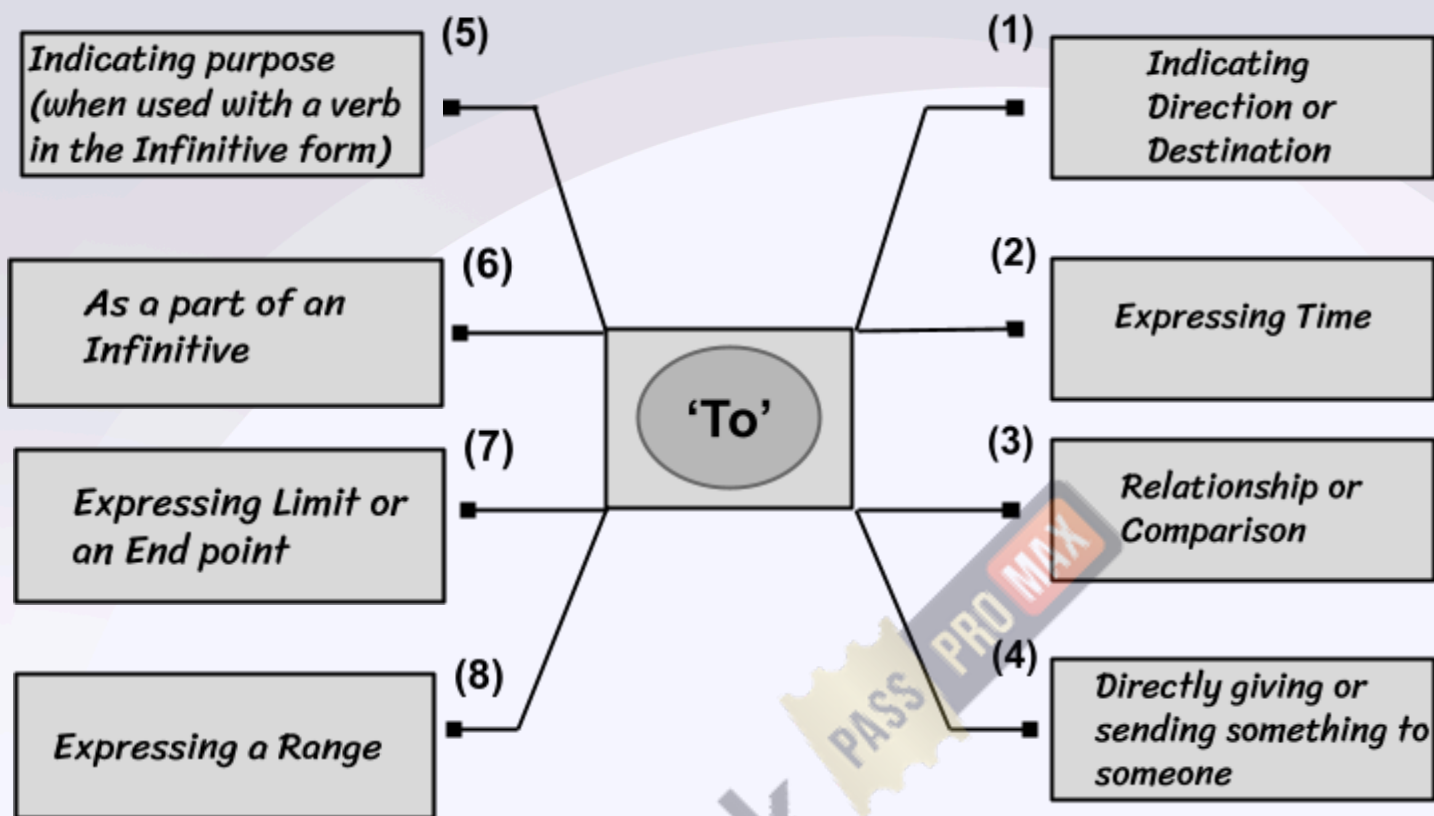 (5)
Indicating purpose
(when used with a verb
in the Infinitive form)
(1)
Indicating
Direction or
Destination
(6)
As a part of an
Infinitive
(2)
Expressing Time
‘To’
(7)
Expressing Limit or
an End point
(3)
Relationship or
Comparison
(8)
Expressing a Range
(4)
Directly giving or
sending something to
someone
PASS PRO MAX